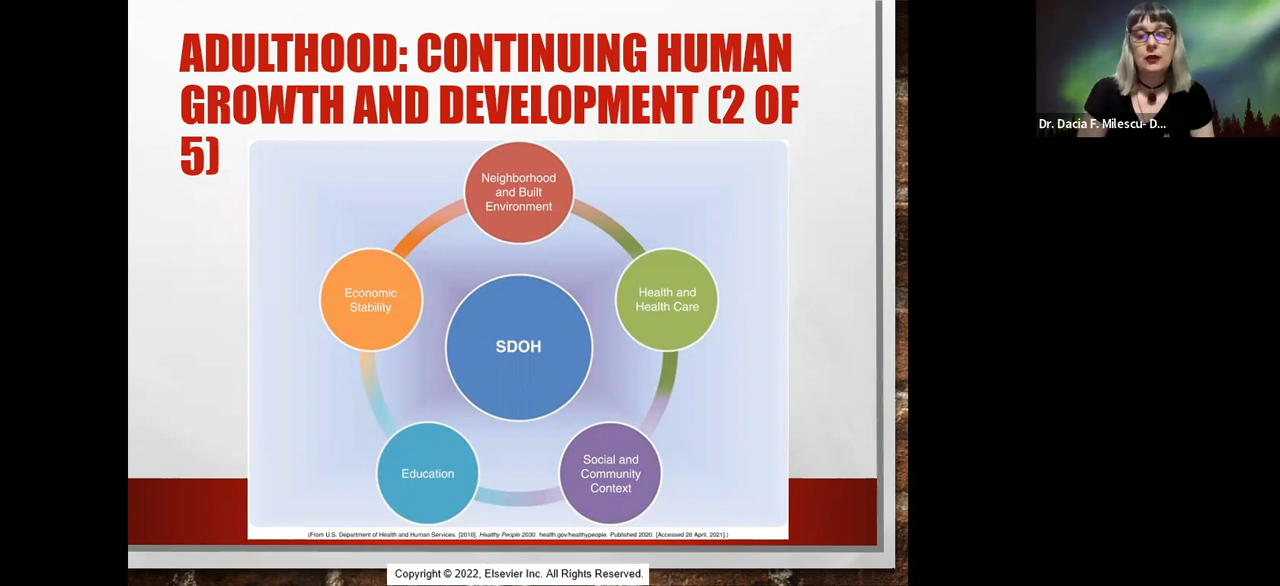 ADULTHOOD: CONTINUING HUMAN
GROWTH AND DEVELOPMENT (2 OF
5)
Neighborhood
and Built
Environment
Economic
Stability
Health and
Health Care
SDOH
Education
Social and
Community
Context
(From U.S. Department of Health and Human Services. [2010]. Healthy People 2030. health.gov/healthypeople. Published 2020. [Accessed 28 April, 2021].)
Copyright © 2022, Elsevier Inc. All Rights Reserved.
Dr. Dacia F. Milescu- D...